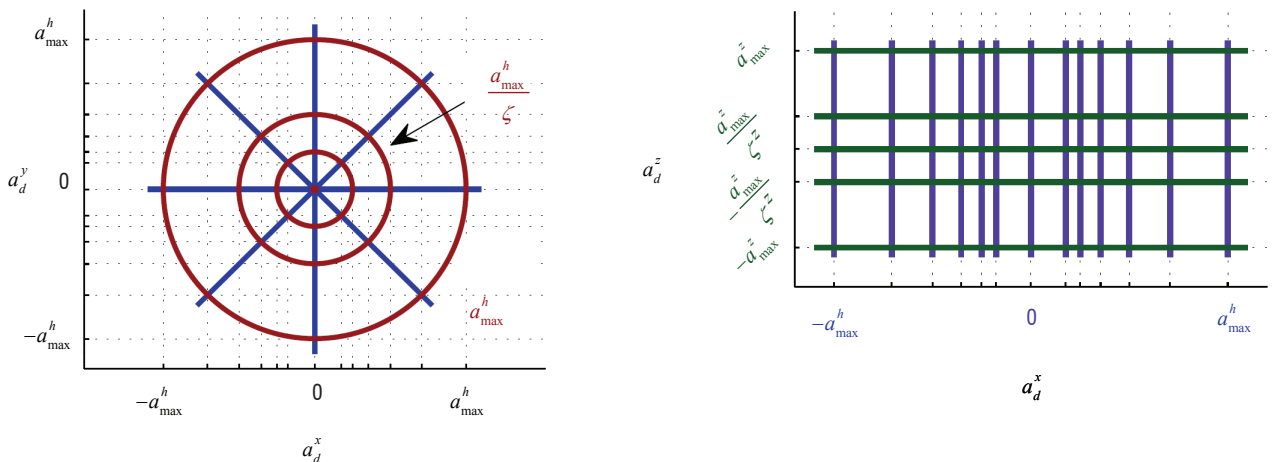 a^h_max
a^h_max
ζ
a^y_d
0
a^h_max
−a^h_max
−a^h_max
0
a^h_max
a^x_d
a^z_max
a^z_max
ζ^z
a^z_d
−a^z_max
ζ^z
−a^z_max
−a^h_max
0
a^h_max
a^x_d